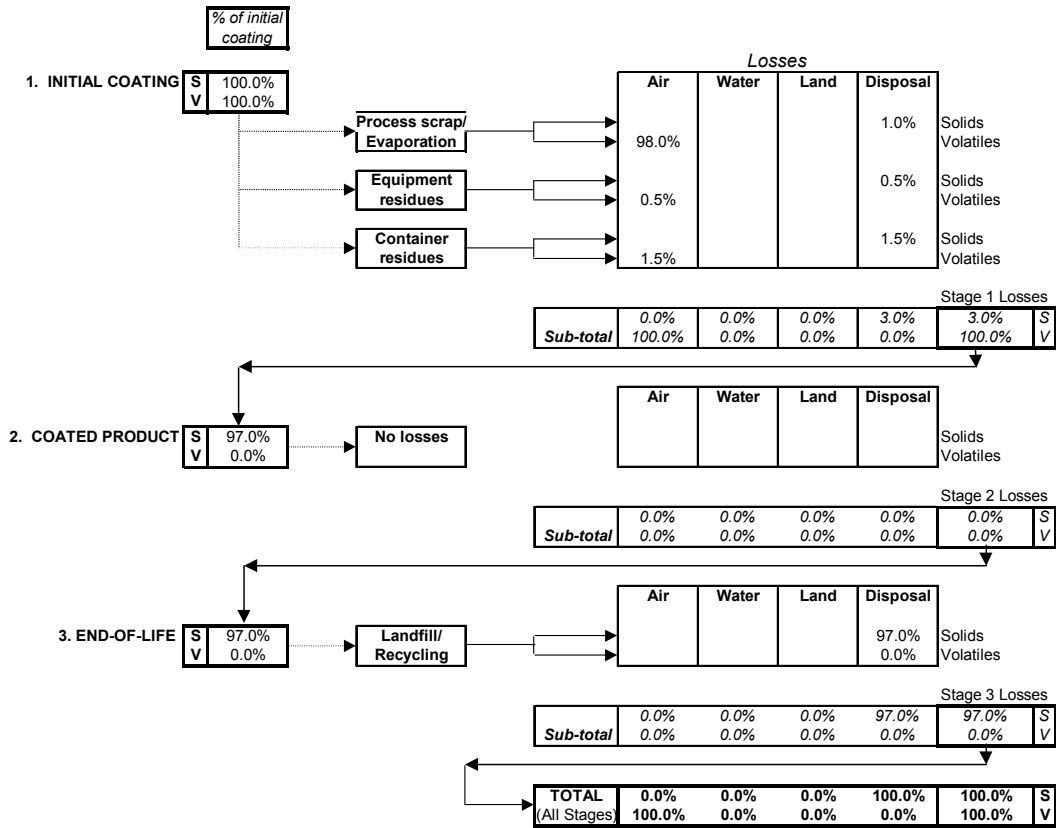 % of initial
coating
Losses
1. INITIAL COATING S 100.0% Air Water Land Disposal
V 100.0%
Process scrap/ 1.0% Solids
Evaporation 98.0% Volatiles
Equipment 0.5% Solids
residues 0.5% Volatiles
Container 1.5% Solids
residues 1.5% Volatiles
Stage 1 Losses
0.0% 0.0% 0.0% 3.0% 3.0% S
Sub-total 100.0% 0.0% 0.0% 0.0% 100.0% V
Air Water Land Disposal
2. COATED PRODUCT S 97.0% No losses Solids
V 0.0% Volatiles
Stage 2 Losses
0.0% 0.0% 0.0% 0.0% 0.0% S
Sub-total 0.0% 0.0% 0.0% 0.0% 0.0% V
Air Water Land Disposal
3. END-OF-LIFE S 97.0% Landfill/ 97.0% Solids
V 0.0% Recycling 0.0% Volatiles
Stage 3 Losses
0.0% 0.0% 0.0% 97.0% 97.0% S
Sub-total 0.0% 0.0% 0.0% 0.0% 0.0% V
TOTAL 0.0% 0.0% 0.0% 100.0% 100.0% S
(All Stages) 100.0% 0.0% 0.0% 0.0% 100.0% V